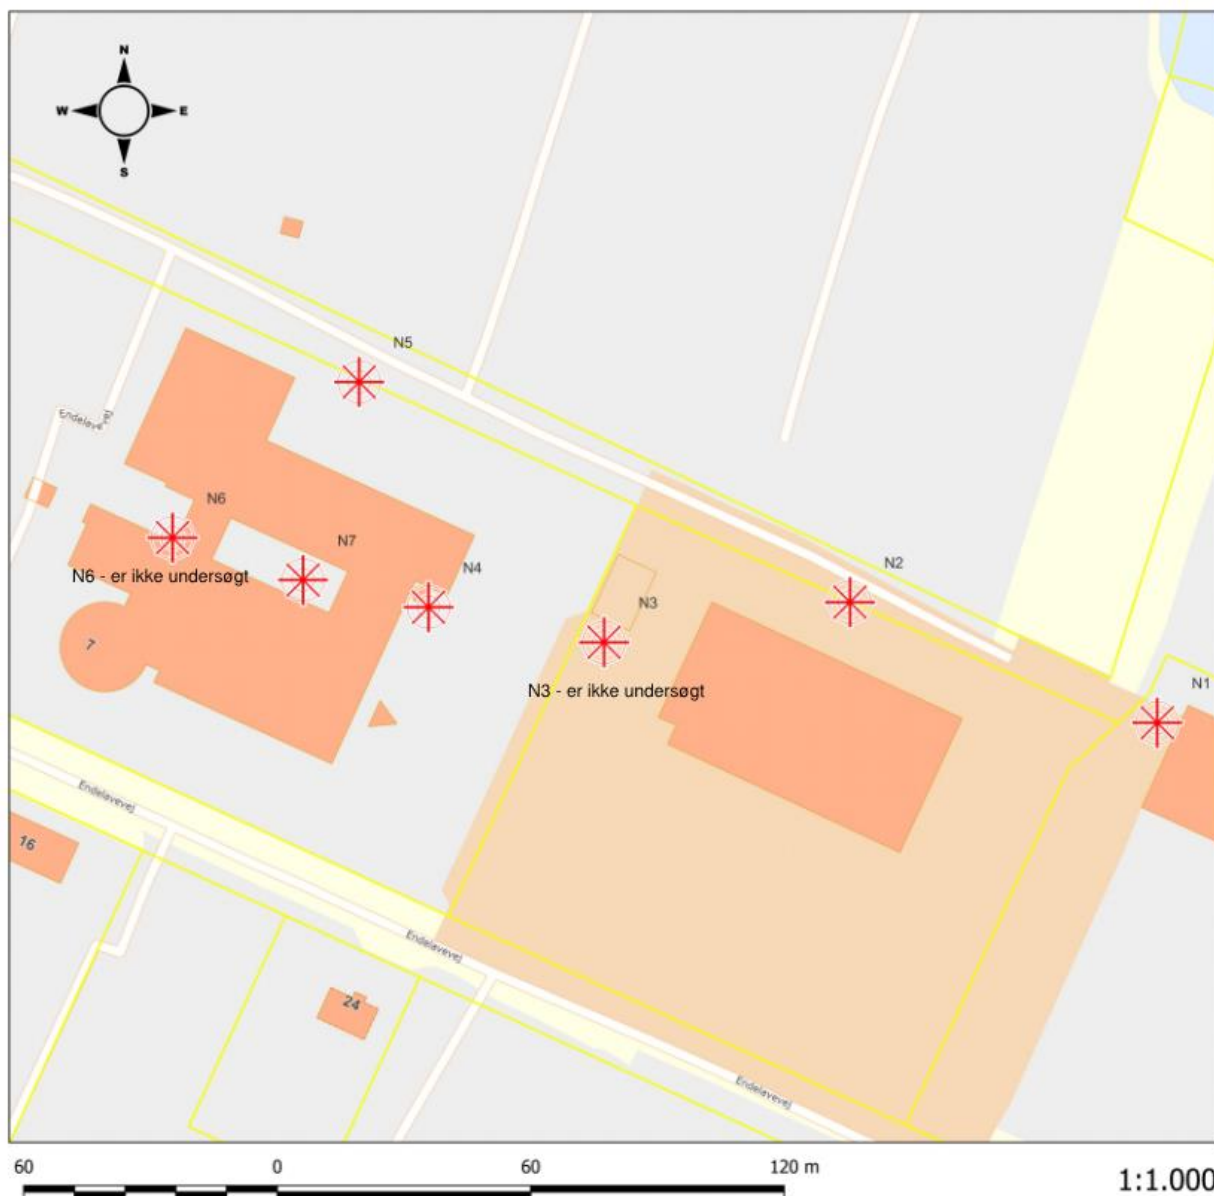 N
W E
S
N5
Endelavevej
N6
N7
N2
N4
N6 - er ikke undersøgt
N3
7
N1
N3 - er ikke undersøgt
Endelavevej
16
Endelavevej
24
Endelavevej
60 0 60 120 m
1:1.000